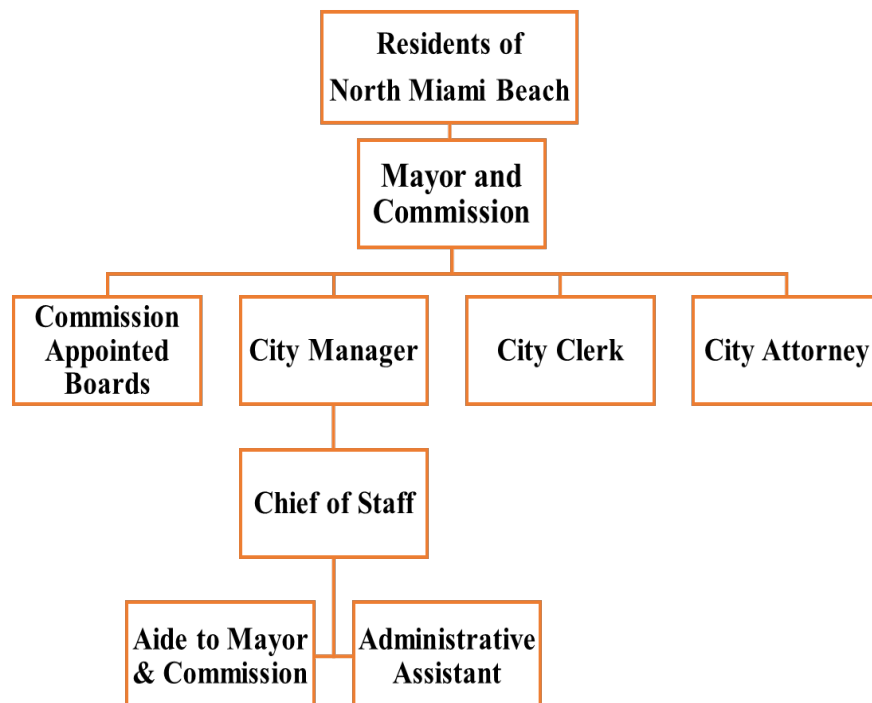 Residents of
North Miami Beach
Mayor and
Commission
Commission
Appointed
Boards
City Manager
City Clerk
City Attorney
Chief of Staff
Aide to Mayor
& Commission
Administrative
Assistant